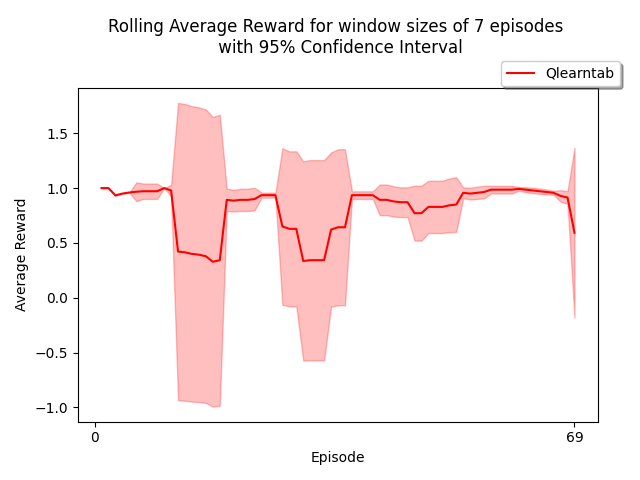 Rolling Average Reward for window sizes of 7 episodes
with 95% Confidence Interval
Qlearntab
1.5
1.0
0.5
0.0
−0.5
−1.0
Average Reward
0
69
Episode